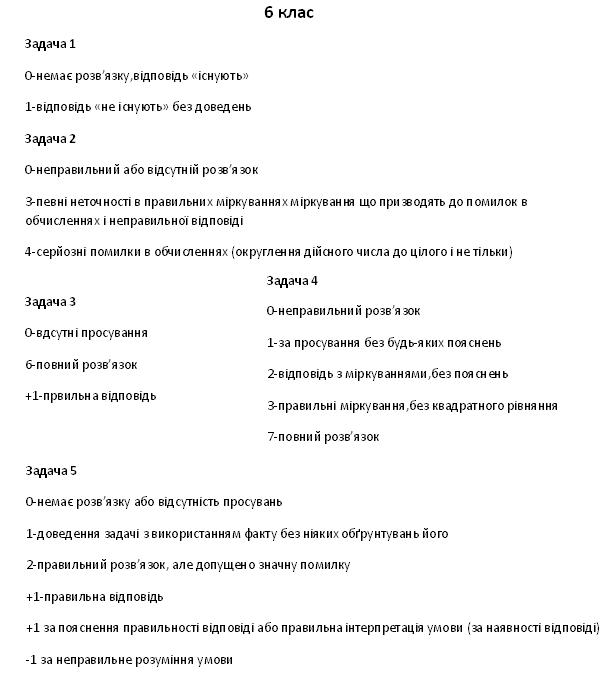 6 клас
Задача 1
0-немає розв’язку,відповідь «існують»
1-відповідь «не існують» без доведень
Задача 2
0-неправильний або відсутній розв’язок
3-певні неточності в правильних міркуваннях міркування що призводять до помилок в
обчисленнях і неправильної відповіді
4-серйозні помилки в обчисленнях (округлення дійсного числа до цілого і не тільки)
Задача 3
0-вдсутні просування
6-повний розв’язок
+1-првильна відповідь
Задача 4
0-неправильний розв’язок
1-за просування без будь-яких пояснень
2-відповідь з міркуваннями,без пояснень
3-правильні міркування,без квадратного рівняння
7-повний розв’язок
Задача 5
0-немає розв’язку або відсутність просувань
1-доведення задачі з використанням факту без ніяких обґрунтувань його
2-правильний розв’язок, але допущено значну помилку
+1-правильна відповідь
+1 за пояснення правильності відповіді або правильна інтерпретація умови (за наявності відповіді)
-1 за неправильне розуміння умови